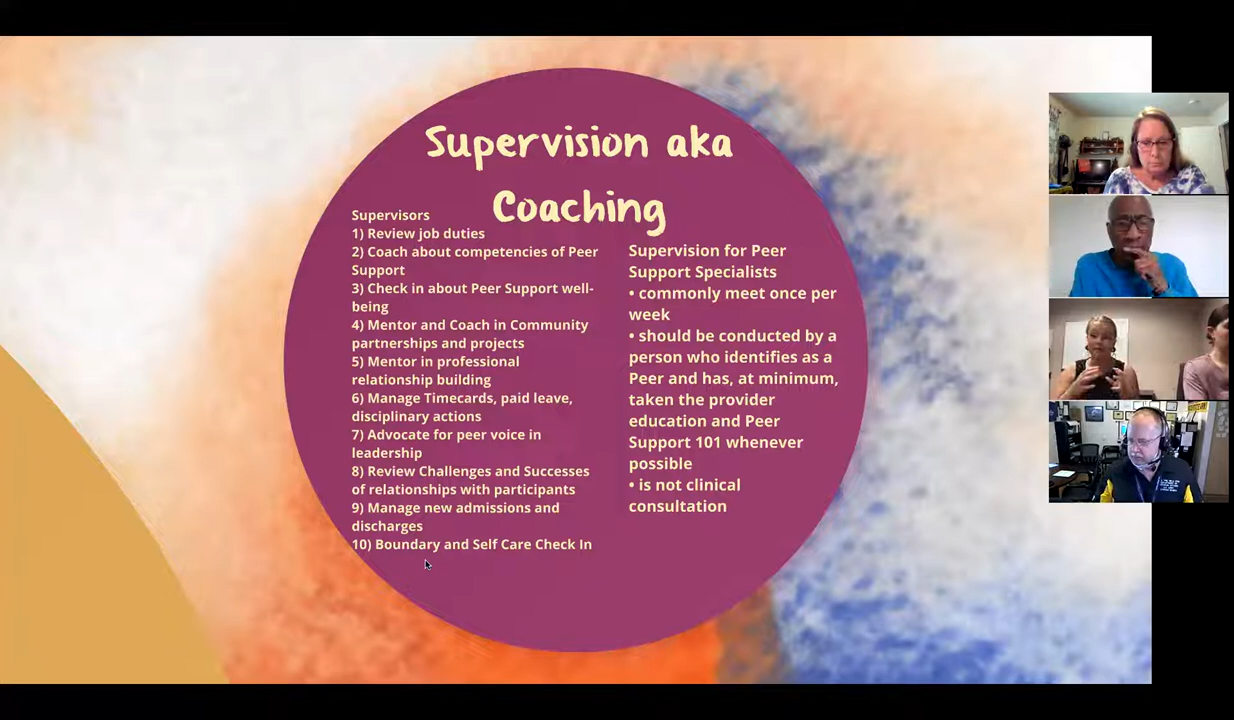 Supervision aka
Coaching
Supervisors
1) Review job duties
2) Coach about competencies of Peer
Support
3) Check in about Peer Support well-
being
4) Mentor and Coach in Community
partnerships and projects
5) Mentor in professional
relationship building
6) Manage Timecards, paid leave,
disciplinary actions
7) Advocate for peer voice in
leadership
8) Review Challenges and Successes
of relationships with participants
9) Manage new admissions and
discharges
10) Boundary and Self Care Check In
Supervision for Peer
Support Specialists
• commonly meet once per
week
• should be conducted by a
person who identifies as a
Peer and has, at minimum,
taken the provider
education and Peer
Support 101 whenever
possible
• is not clinical
consultation